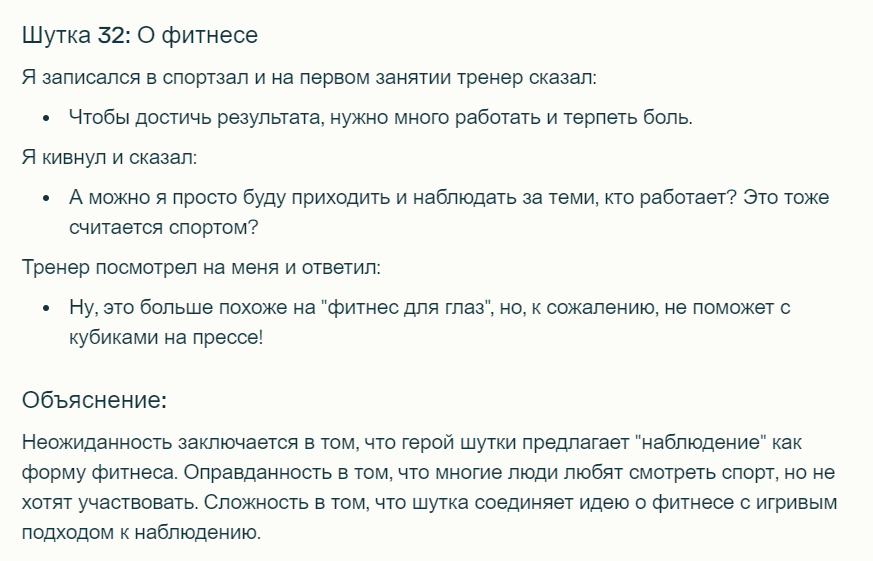 Шутка 32: О фитнесе
Я записался в спортзал и на первом занятии тренер сказал:
• Чтобы достичь результата, нужно много работать и терпеть боль.
Я кивнул и сказал:
• А можно я просто буду приходить и наблюдать за теми, кто работает? Это тоже
считается спортом?
Тренер посмотрел на меня и ответил:
• Ну, это больше похоже на "фитнес для глаз", но, к сожалению, не поможет с
кубиками на прессе!
Объяснение:
Неожиданность заключается в том, что герой шутки предлагает "наблюдение" как
форму фитнеса. Оправданность в том, что многие люди любят смотреть спорт, но не
хотят участвовать. Сложность в том, что шутка соединяет идею о фитнесе с игривым
подходом к наблюдению.